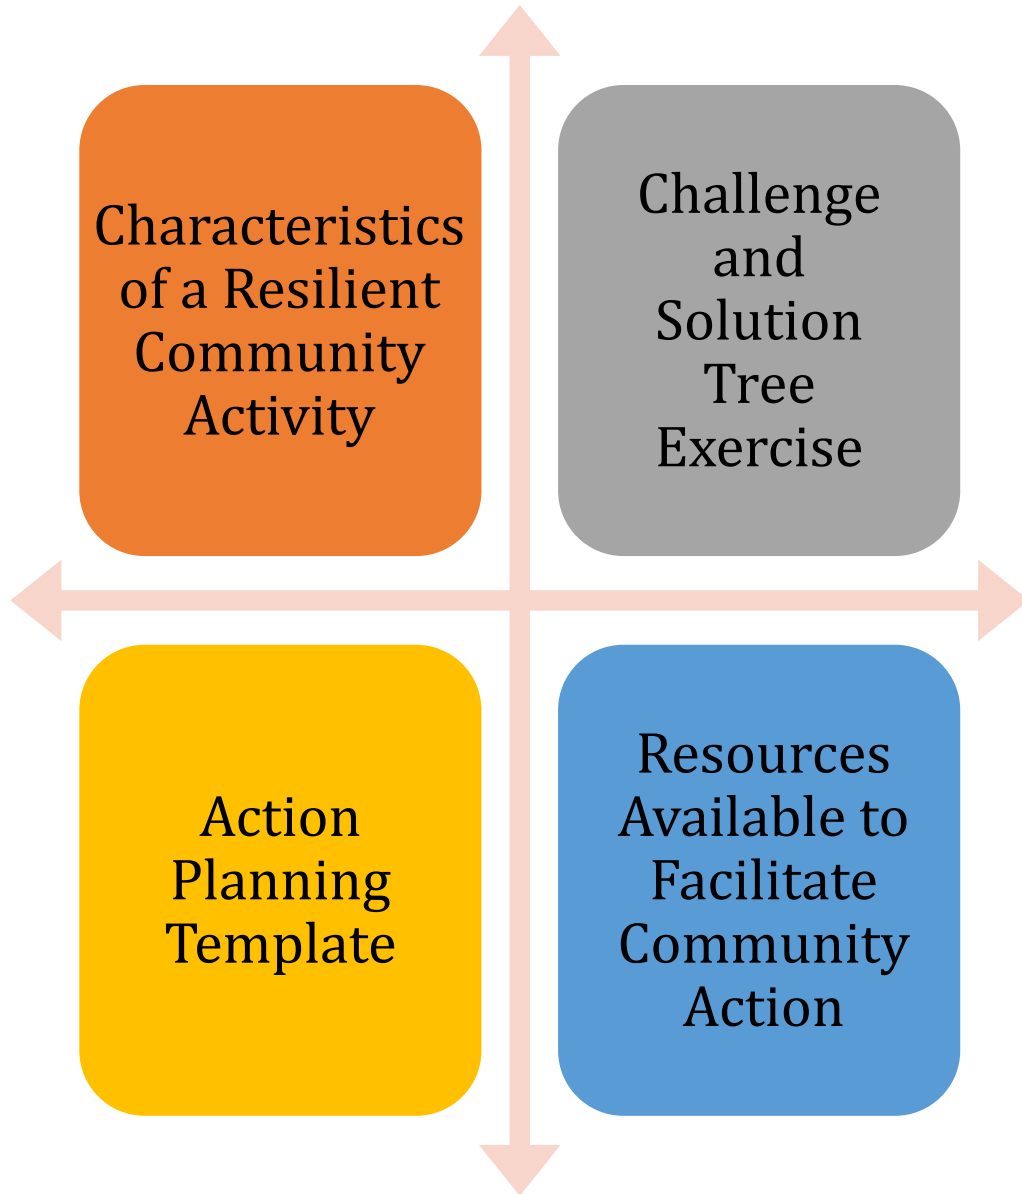 Characteristics
of a Resilient
Community
Activity
Challenge
and
Solution
Tree
Exercise
Action
Planning
Template
Resources
Available to
Facilitate
Community
Action